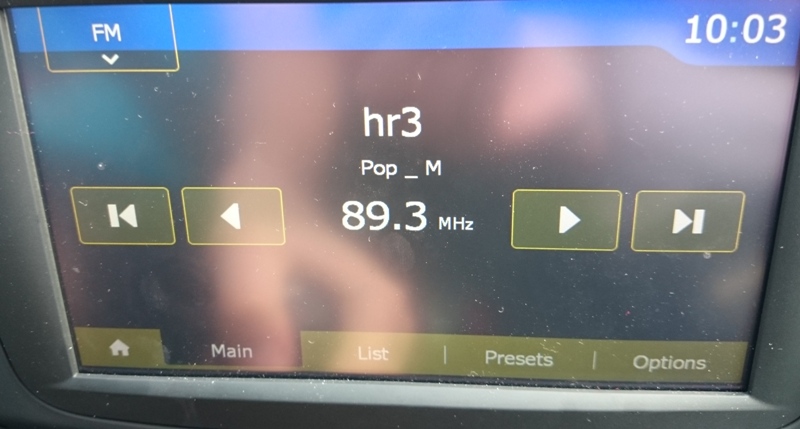 FM
10:03
hr3
Pop _ M
89.3 MHz
Main
List
Presets
Options